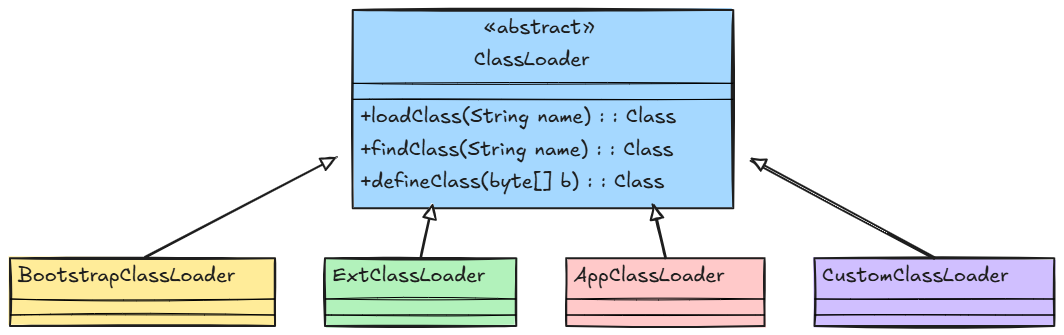 «abstract»
ClassLoader
+loadClass(String name) : : Class
+findClass(String name) : : Class
+defineClass(byte[] b) : : Class
BootstrapClassLoader
ExtClassLoader
AppClassLoader
CustomClassLoader